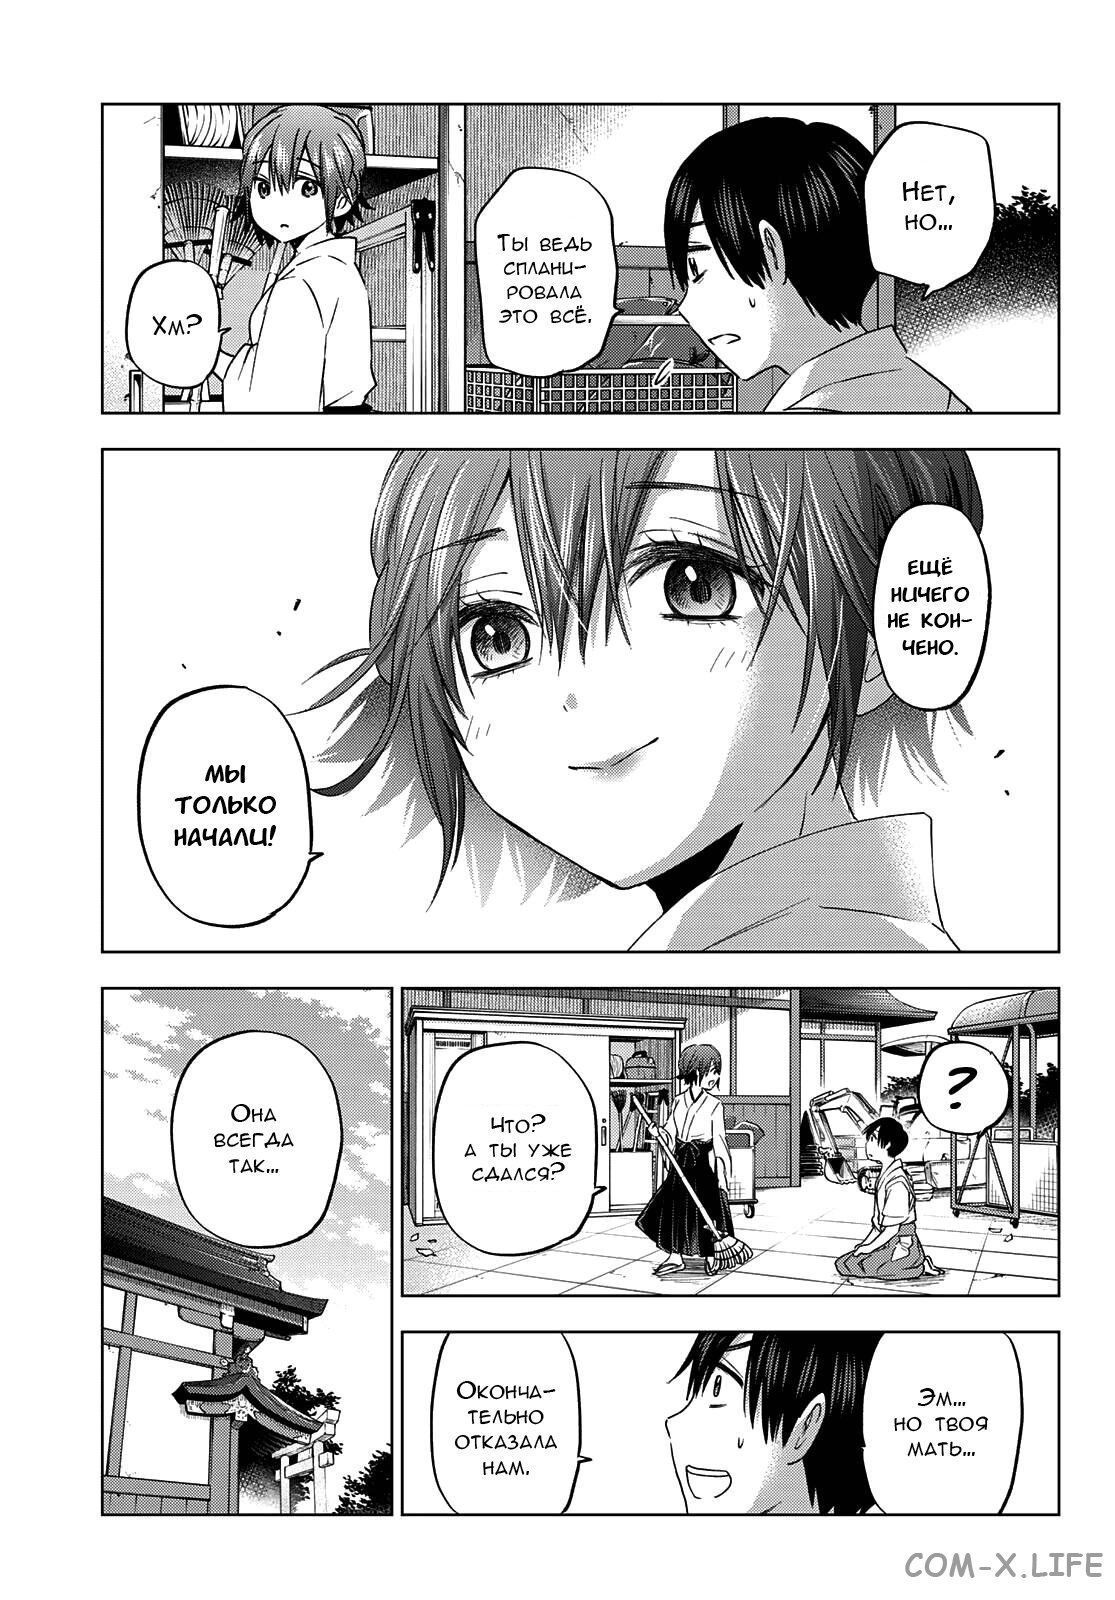 Нет,
но...
Ты ведь
сплани-
ровала
это всё.
Хм?
ещё
ничего
не кон-
чено.
мы
только
начали!
?
Что?
а ты уже
сдался?
Эм...
но твоя
мать...
Оконча-
тельно
отказала
нам.
Она
всегда
так...
COM-X.LIFE